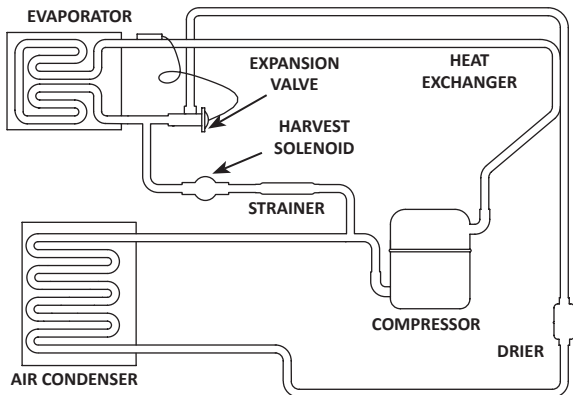 EVAPORATOR
EXPANSION
VALVE
HEAT
EXCHANGER
HARVEST
SOLENOID
STRAINER
COMPRESSOR
DRIER
AIR CONDENSER